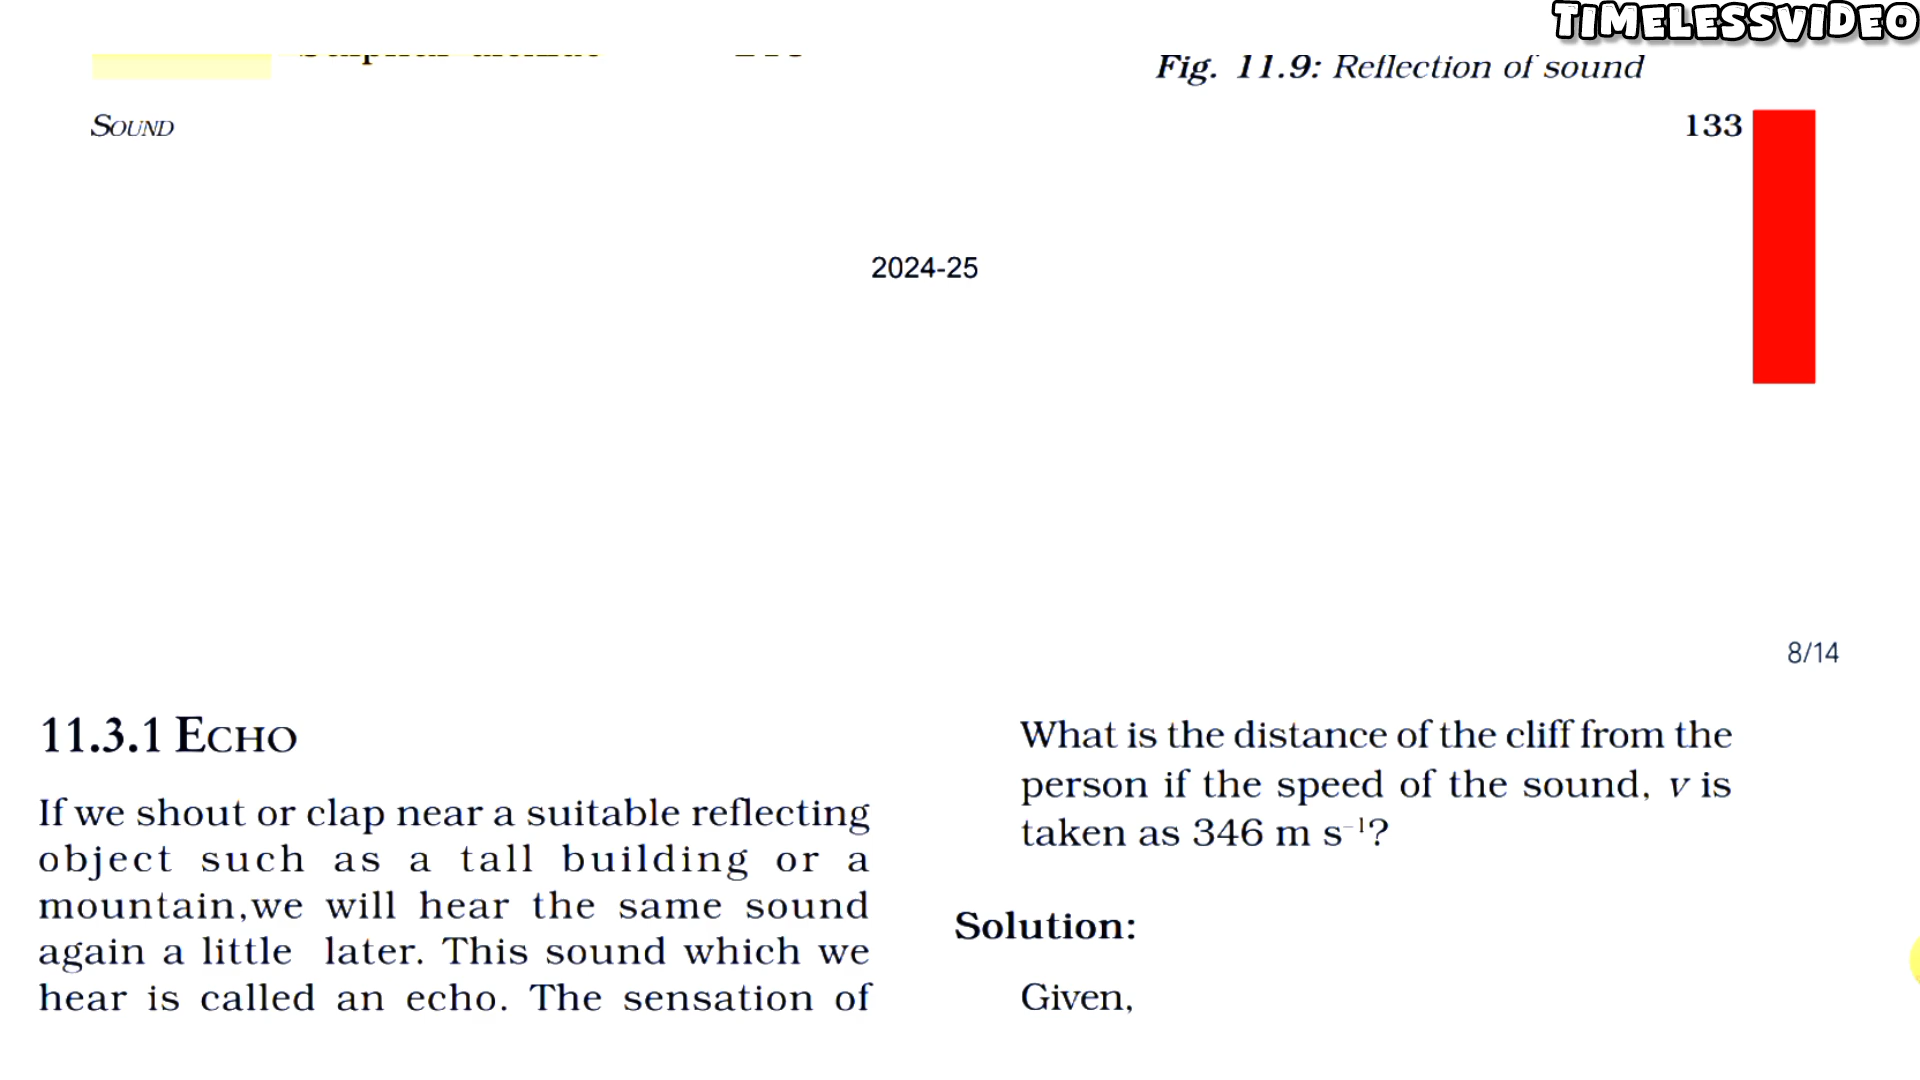 TIMELESSVIDEO
Fig. 11.9: Reflection of sound
SOUND
133
2024-25
8/14
11.3.1 ECHO
If we shout or clap near a suitable reflecting
object such as a tall building or a
mountain,we will hear the same sound
again a little later. This sound which we
hear is called an echo. The sensation of
What is the distance of the cliff from the
person if the speed of the sound, v is
taken as 346 m s⁻¹?
Solution:
Given,